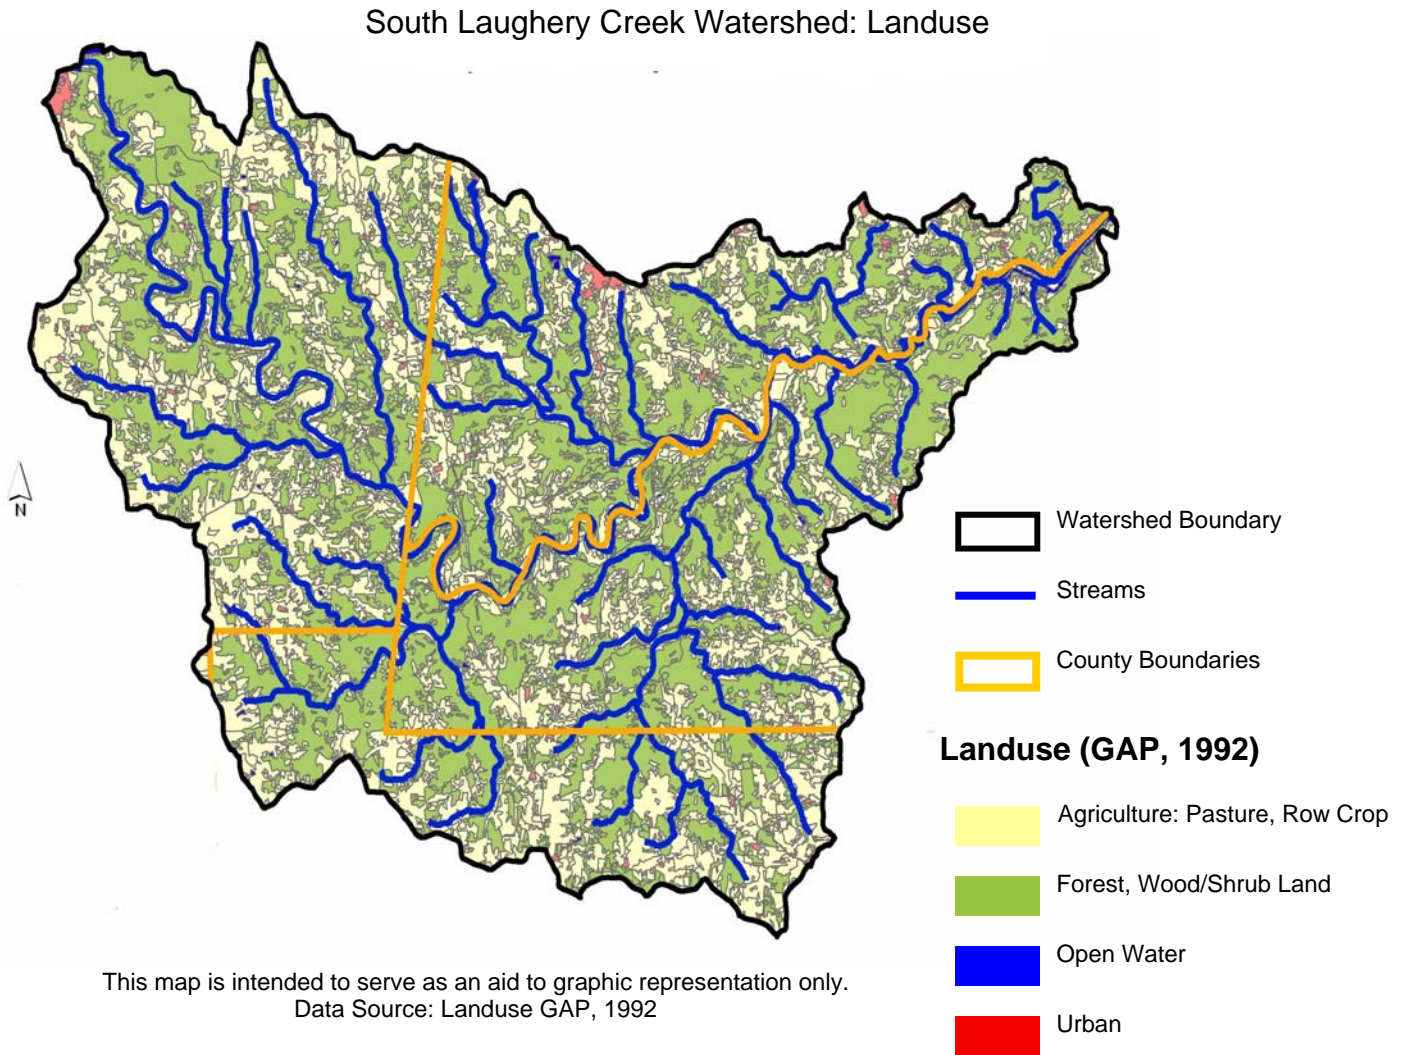 South Laughery Creek Watershed: Landuse
N
Watershed Boundary
Streams
County Boundaries
Landuse (GAP, 1992)
Agriculture: Pasture, Row Crop
Forest, Wood/Shrub Land
Open Water
Urban
This map is intended to serve as an aid to graphic representation only.
Data Source: Landuse GAP, 1992